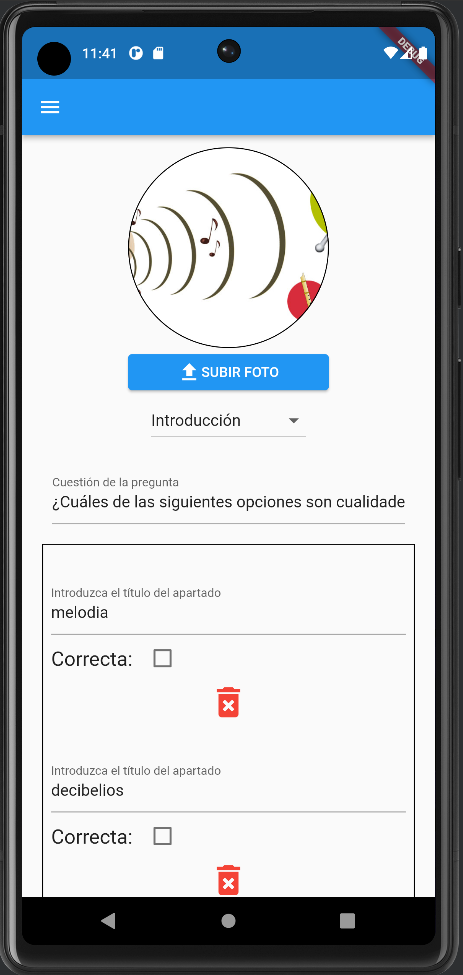 11:41
DEBUG
SUBIR FOTO
Introducción
Cuestión de la pregunta
¿Cuáles de las siguientes opciones son cualidade
Introduzca el título del apartado
melodia
Correcta:
Introduzca el título del apartado
decibelios
Correcta: